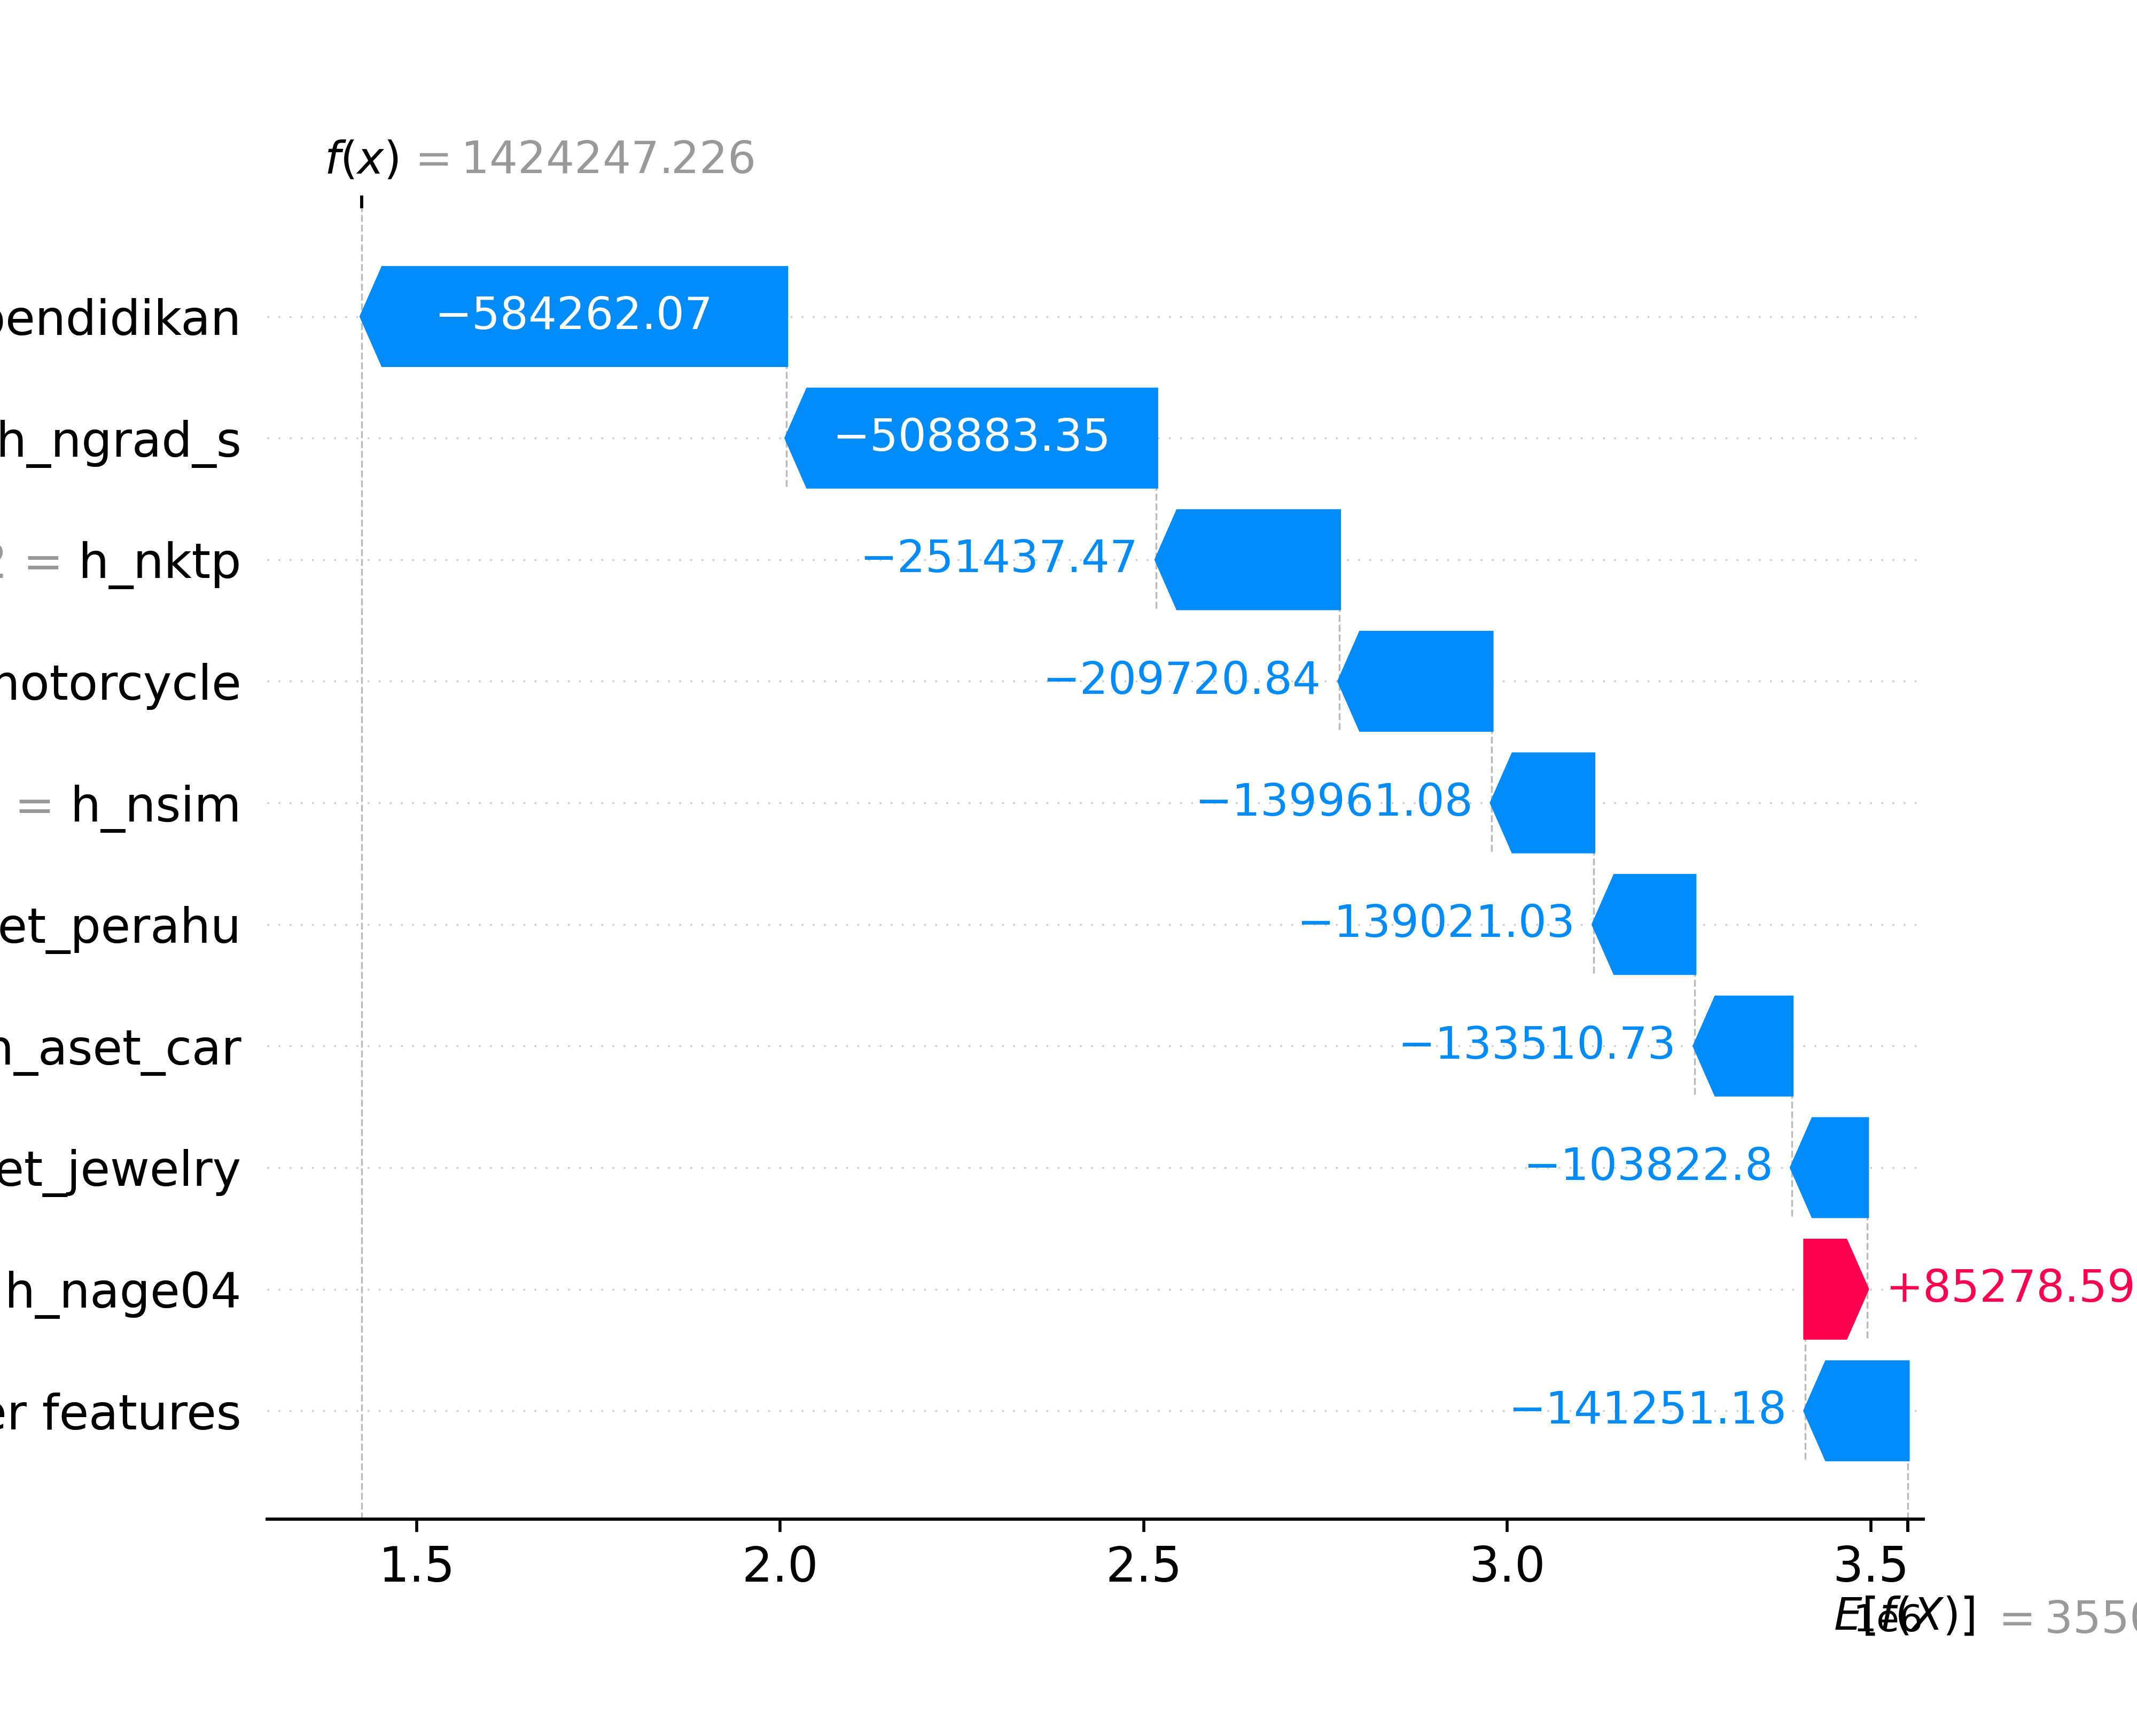 f(x) = 1424247.226
pendidikan −584262.07
h_ngrad_s −508883.35
= h_nktp −251437.47
motorcycle −209720.84
= h_nsim −139961.08
et_perahu −139021.03
h_aset_car −133510.73
et_jewelry −103822.8
h_nage04 +85278.59
er features −141251.18
1.5 2.0 2.5 3.0 3.5
1e6
E[f(X)] = 3550